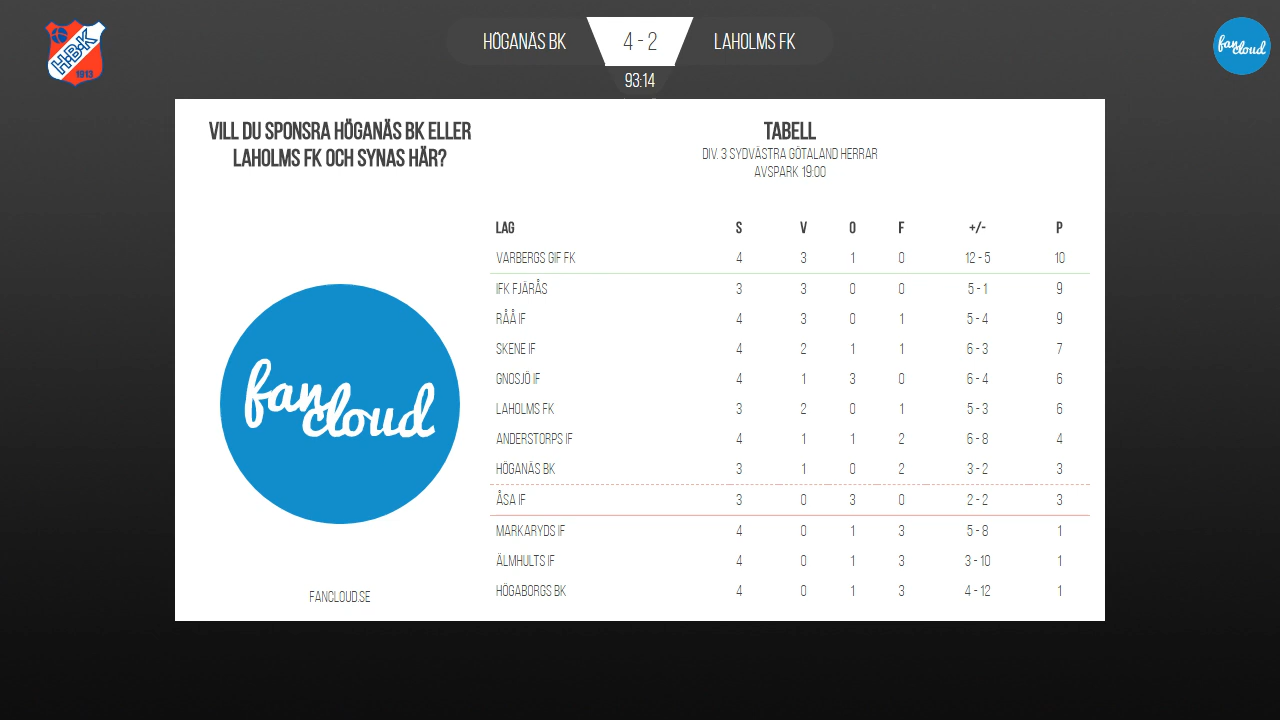 H·B·K
1913
HÖGANÄS BK 4 - 2 LAHOLMS FK
93:14
fan cloud
VILL DU SPONSRA HÖGANÄS BK ELLER
LAHOLMS FK OCH SYNAS HÄR?
fan cloud
FANCLOUD.SE
TABELL
DIV. 3 SYDVÄSTRA GÖTALAND HERRAR
AVSPARK 19:00
LAG S V O F +/- P
VARBERGS GIF FK 4 3 1 0 12 - 5 10
IFK FJÄRÅS 3 3 0 0 5 - 1 9
RÅÅ IF 4 3 0 1 5 - 4 9
SKENE IF 4 2 1 1 6 - 3 7
GNOSJÖ IF 4 1 3 0 6 - 4 6
LAHOLMS FK 3 2 0 1 5 - 3 6
ANDERSTORPS IF 4 1 1 2 6 - 8 4
HÖGANÄS BK 3 1 0 2 3 - 2 3
ÅSA IF 3 0 3 0 2 - 2 3
MARKARYDS IF 4 0 1 3 5 - 8 1
ÄLMHULTS IF 4 0 1 3 3 - 10 1
HÖGABORGS BK 4 0 1 3 4 - 12 1